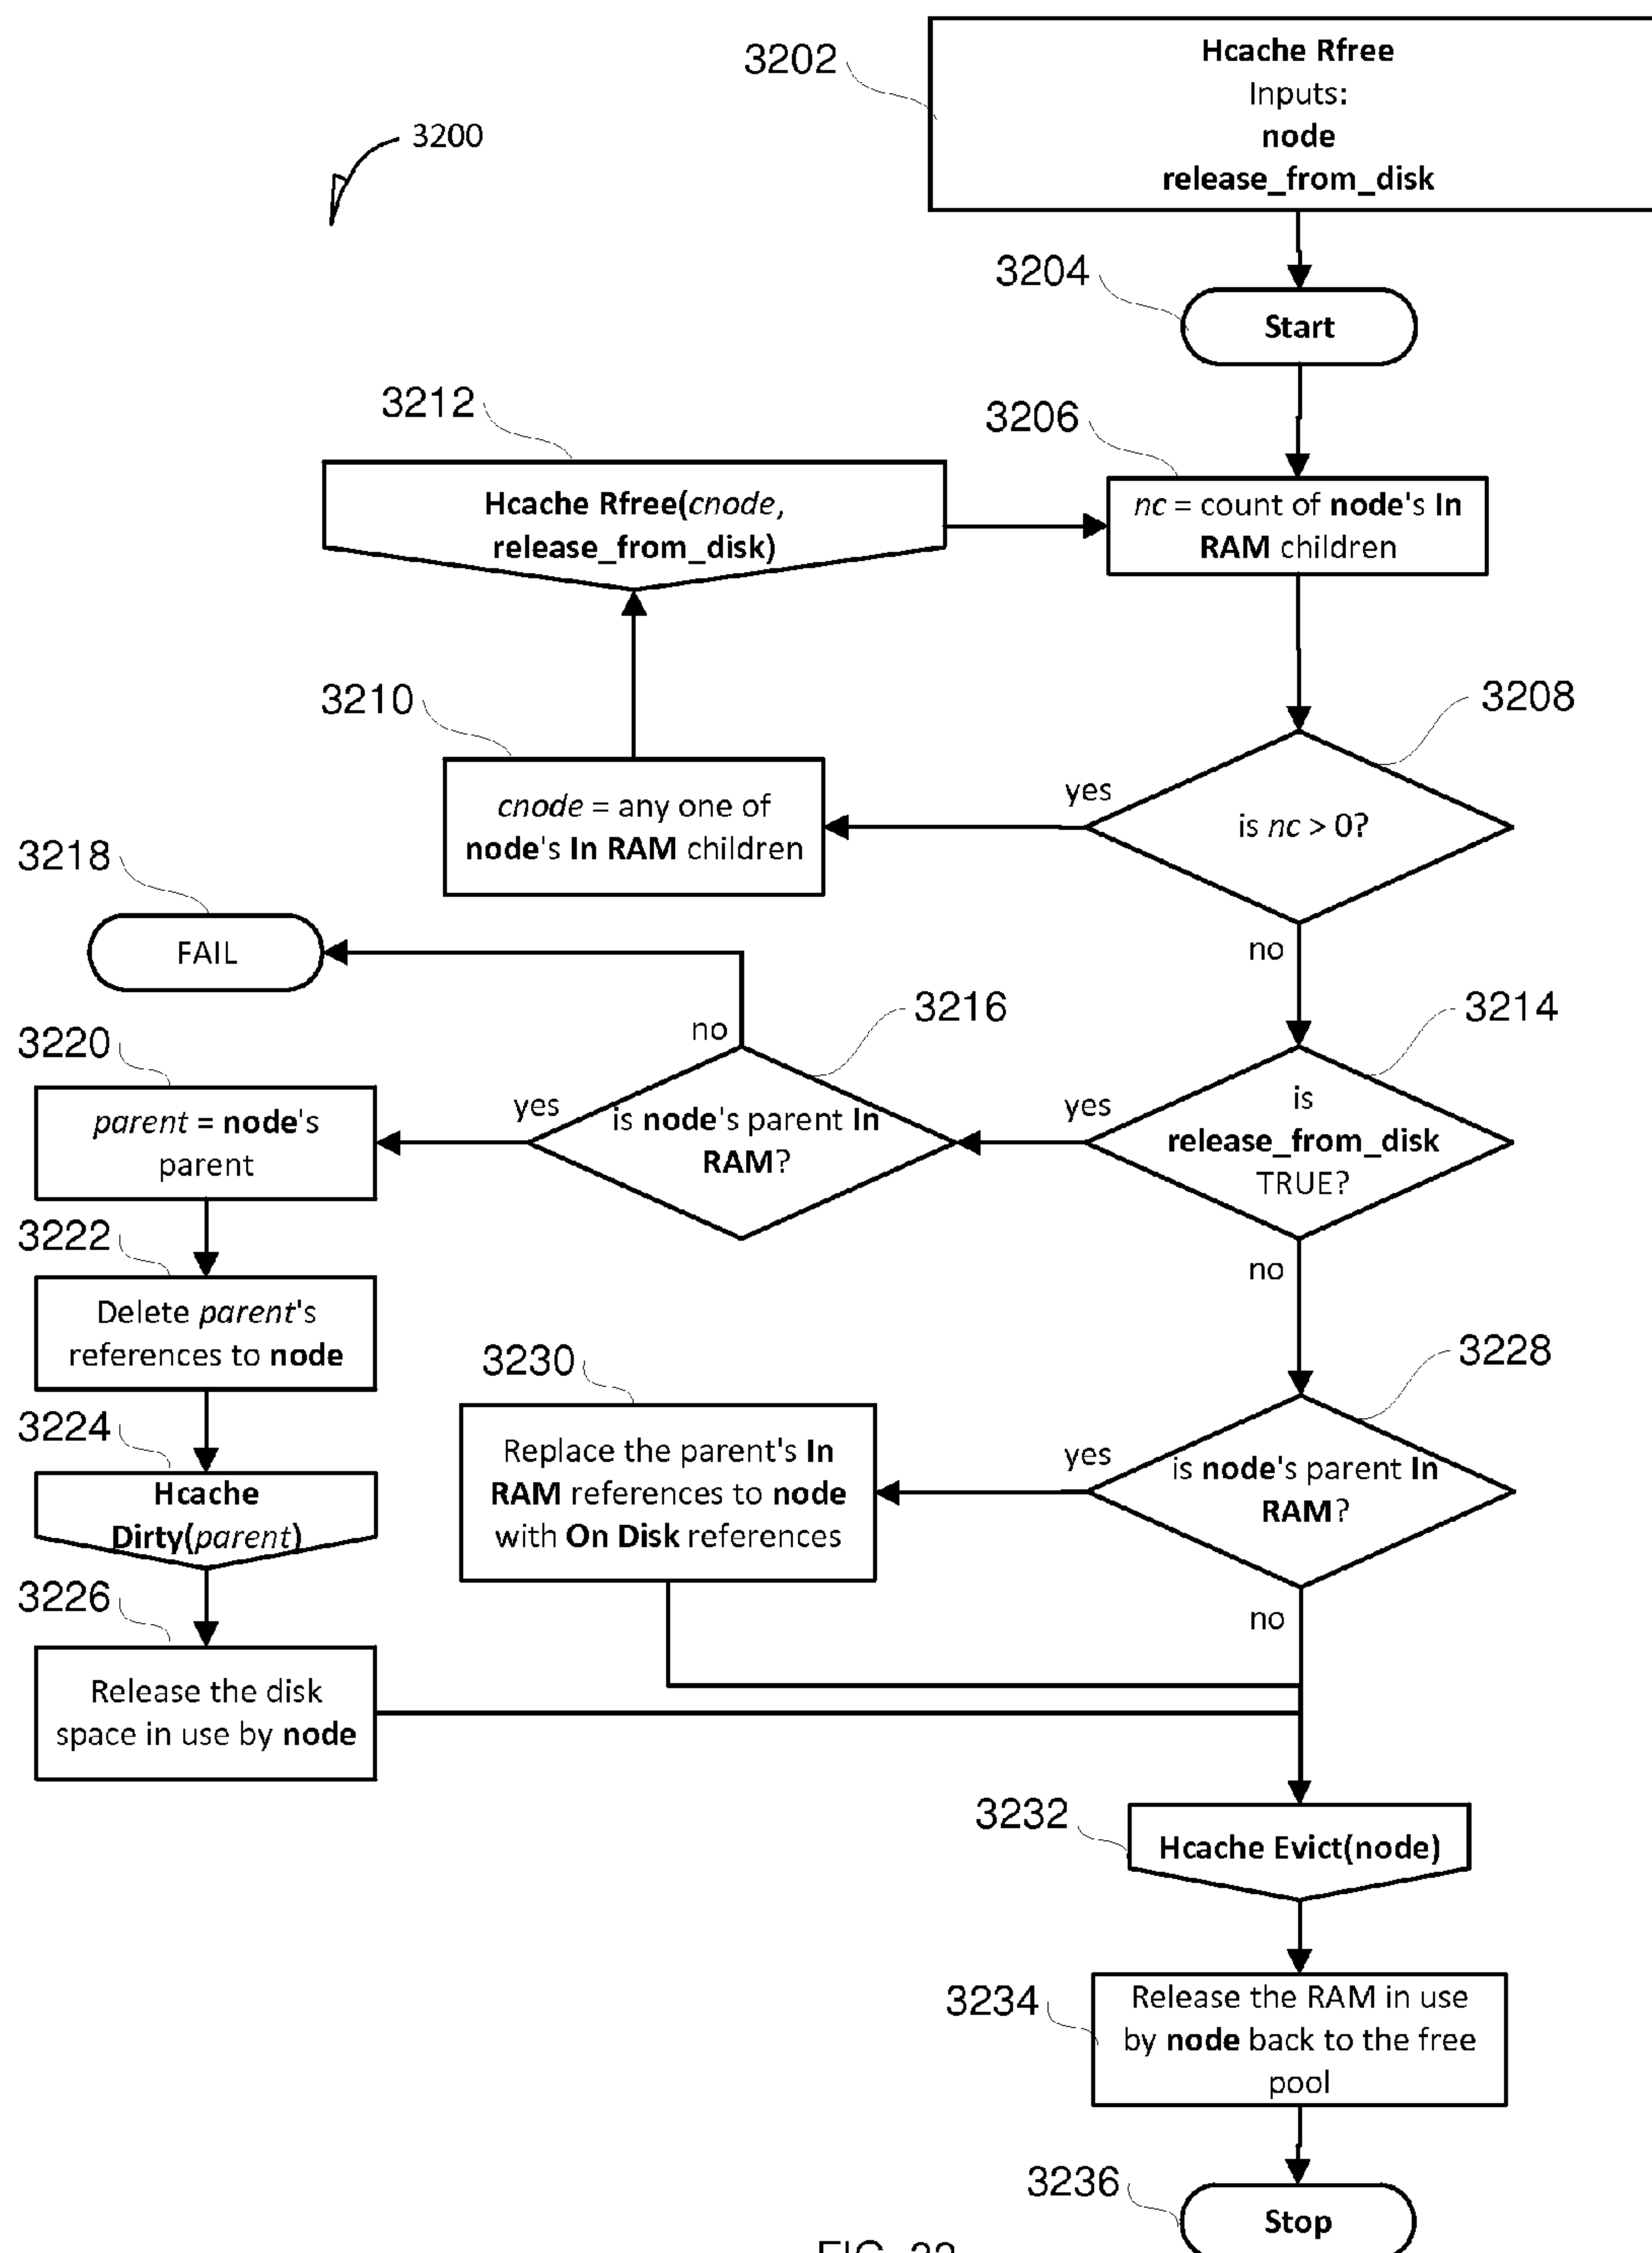 3202
Hcache Rfree
Inputs:
node
release_from_disk
3200
3204
Start
3212
3206
Hcache Rfree(cnode,
release_from_disk)
nc = count of node's In
RAM children
3210
3208
cnode = any one of
node's In RAM children
yes
is nc > 0?
no
3218
FAIL
3216
3214
no
is node's parent In
RAM?
yes
is
release_from_disk
TRUE?
yes
no
3220
parent = node's
parent
3222
Delete parent's
references to node
3224
Hcache
Dirty(parent)
3226
Release the disk
space in use by node
3230
Replace the parent's In
RAM references to node
with On Disk references
3228
yes
is node's parent In
RAM?
no
3232
Hcache Evict(node)
3234
Release the RAM in use
by node back to the free
pool
3236
Stop
FIG. 32